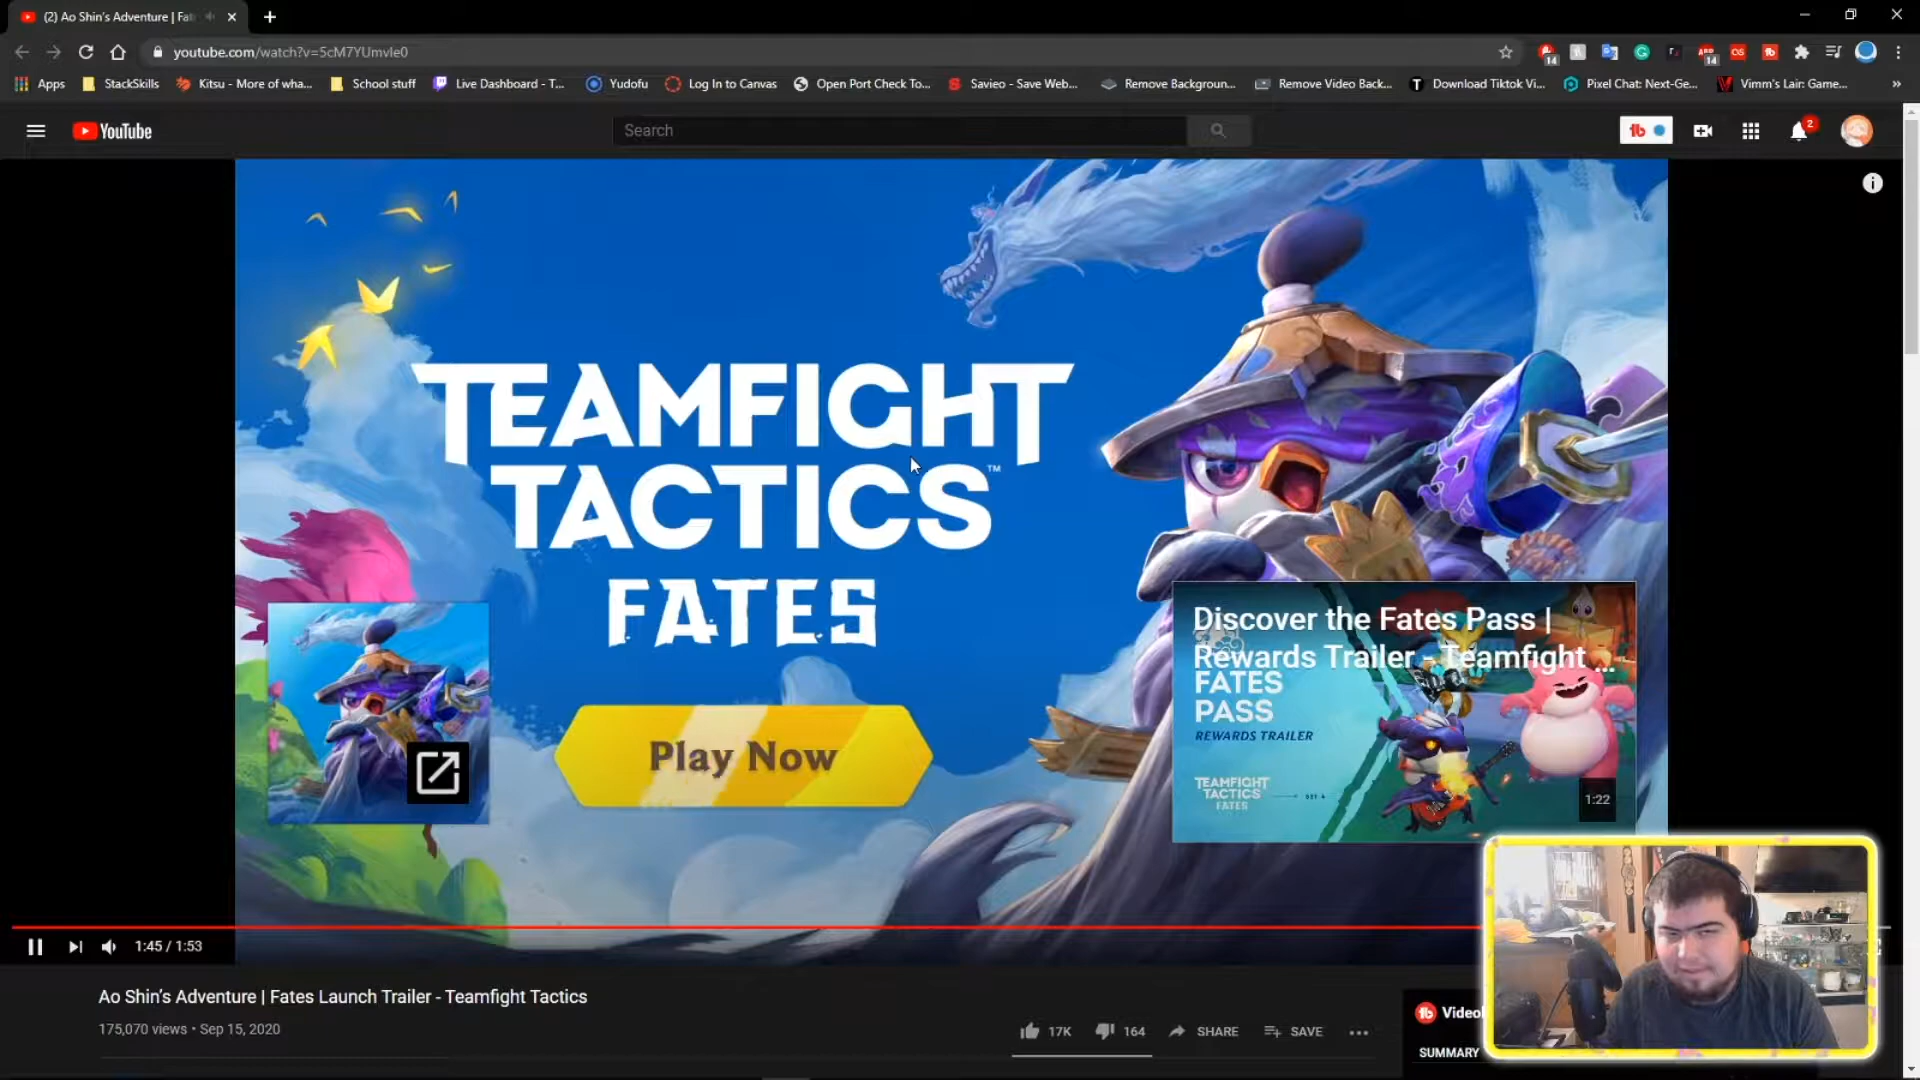 (2) Ao Shin's Adventure | Fat
youtube.com/watch?v=5cM7YUmvle0
14
14
Apps
StackSkills
Kitsu - More of wha...
School stuff
Live Dashboard - T...
Yudofu
Log In to Canvas
Open Port Check To...
Savieo - Save Web...
Remove Backgroun...
Remove Video Back...
Download Tiktok Vi...
Pixel Chat: Next-Ge...
Vimm's Lair: Game...
YouTube
Search
2
TEAMFIGHT
TACTICS™
FATES
Play Now
Discover the Fates Pass |
Rewards Trailer - Teamfight ...
FATES
PASS
REWARDS TRAILER
TEAMFIGHT
TACTICS
FATES
1:22
1:45 / 1:53
Ao Shin's Adventure | Fates Launch Trailer - Teamfight Tactics
175,070 views • Sep 15, 2020
17K
164
SHARE
SAVE
SUMMARY